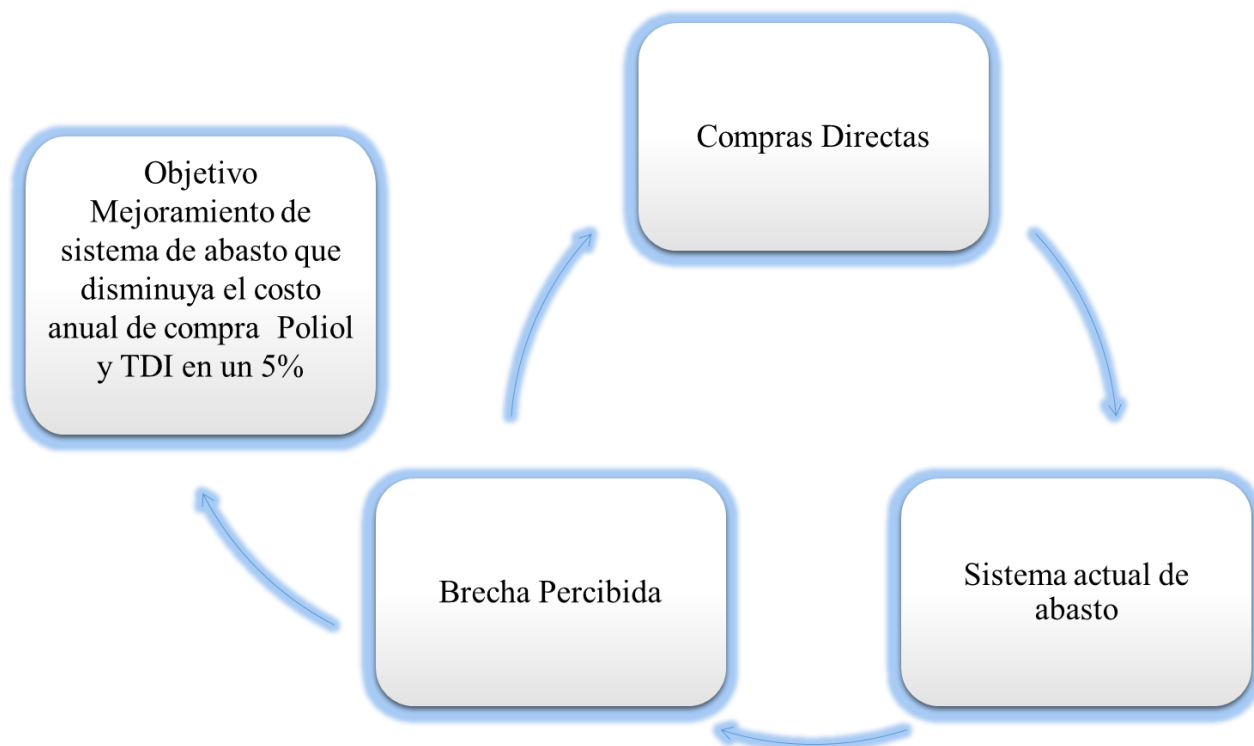 Compras Directas
Objetivo
Mejoramiento de
sistema de abasto que
disminuya el costo
anual de compra Poliol
y TDI en un 5%
Brecha Percibida
Sistema actual de
abasto